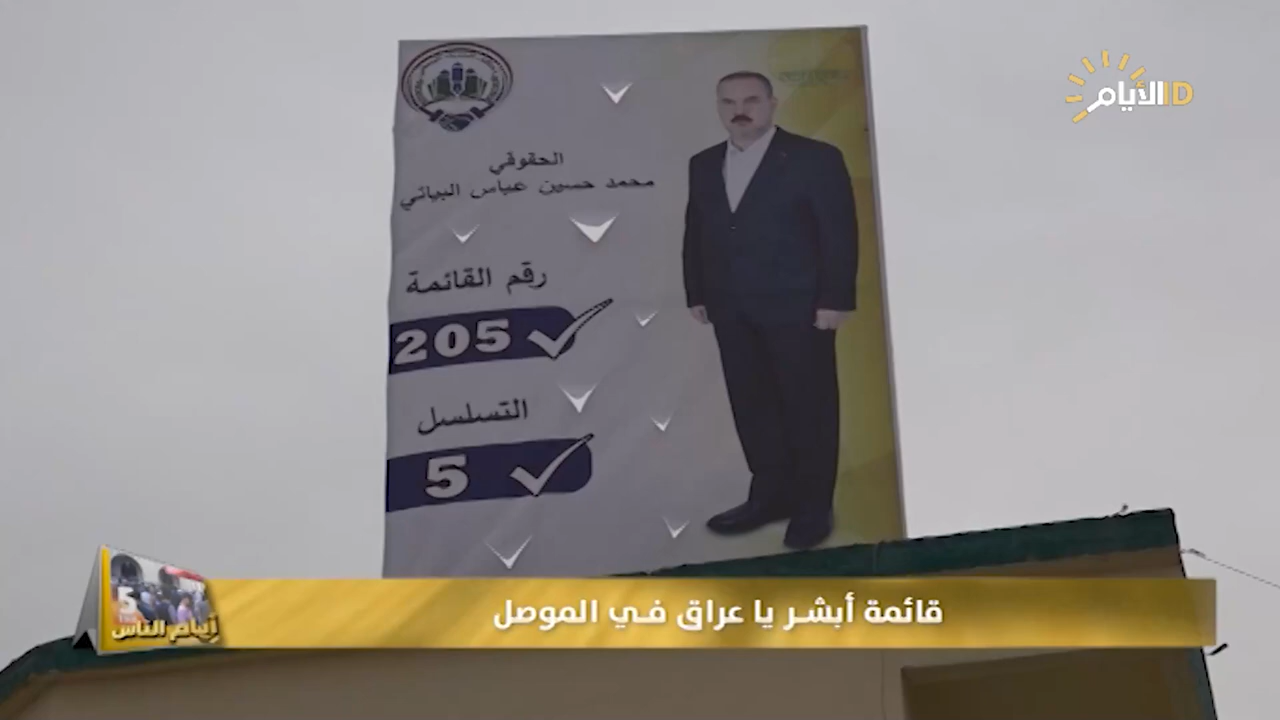 الأيام ID
الحقوقي
محمد حسين عباس البياتي
رقم القائمة
205
التسلسل
5
قائمة أبشر يا عراق في الموصل
أيام الناس